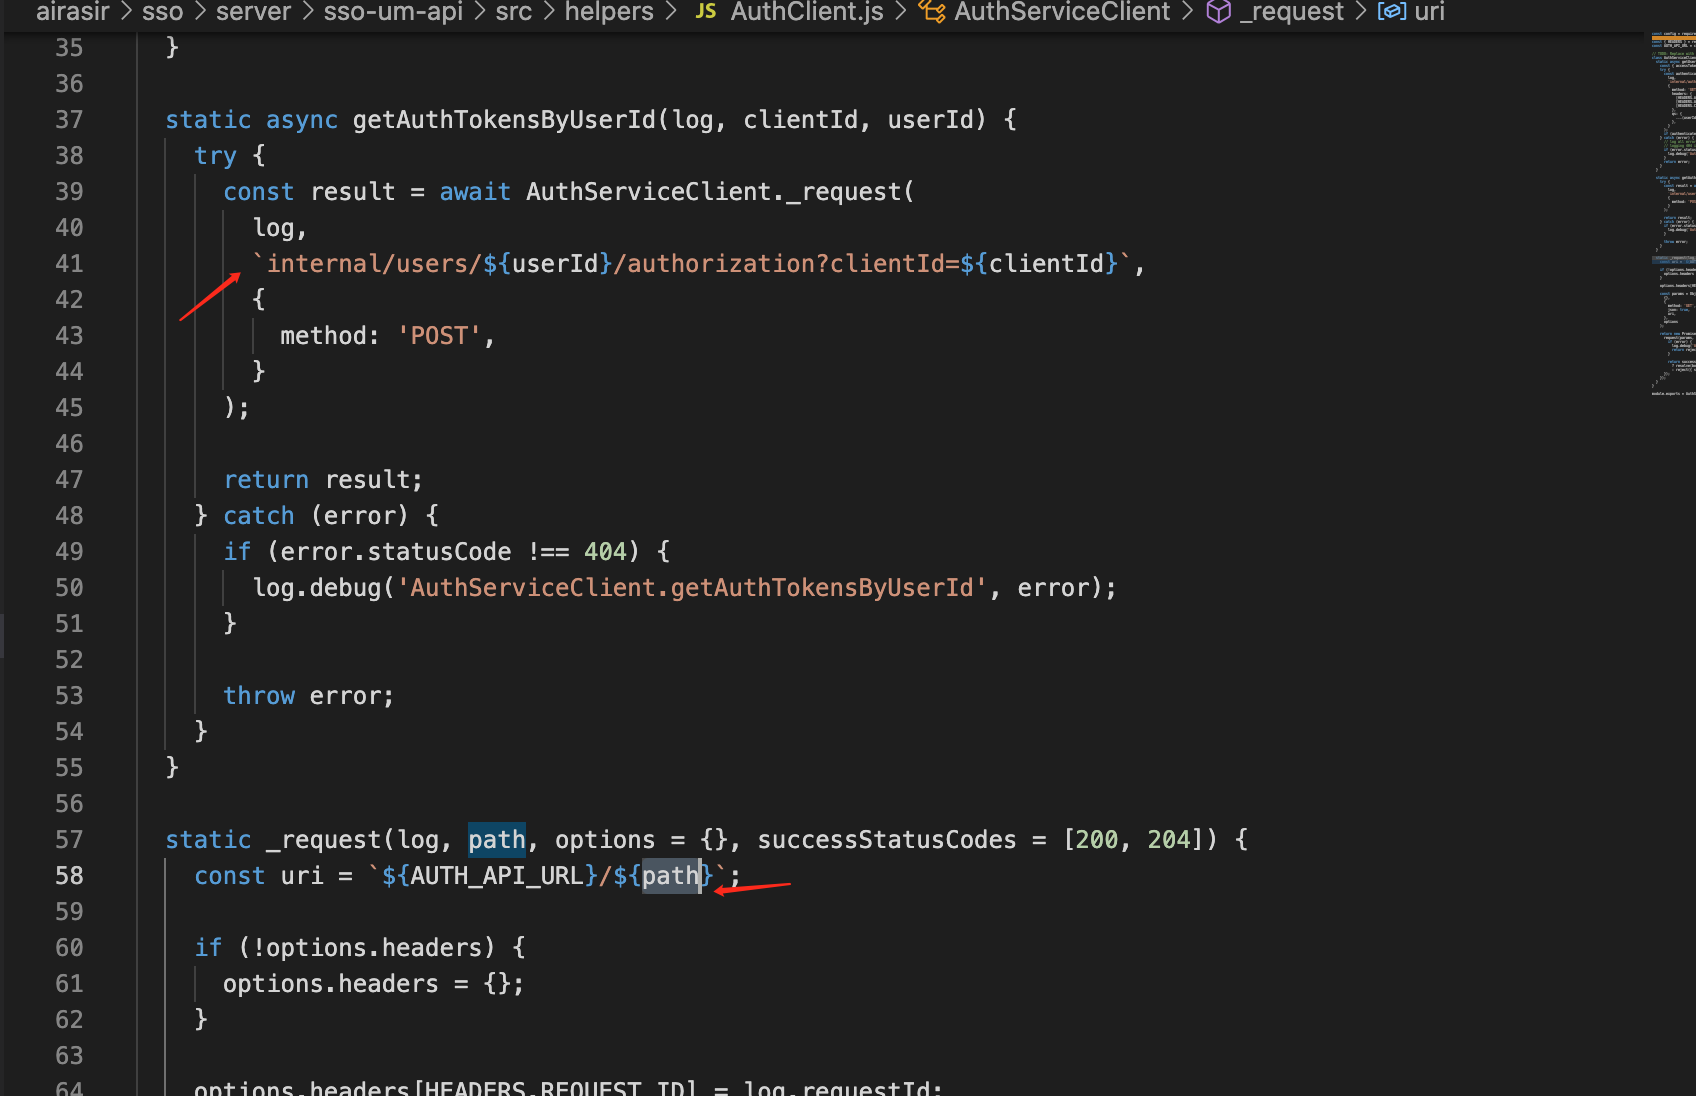 airasir > sso > server > sso-um-api > src > helpers > JS AuthClient.js > AuthServiceClient > _request > uri
35 }
36
37 static async getAuthTokensByUserId(log, clientId, userId) {
38 try {
39 const result = await AuthServiceClient._request(
40 log,
41 `internal/users/${userId}/authorization?clientId=${clientId}`,
42 {
43 method: 'POST',
44 }
45 );
46
47 return result;
48 } catch (error) {
49 if (error.statusCode !== 404) {
50 log.debug('AuthServiceClient.getAuthTokensByUserId', error);
51 }
52
53 throw error;
54 }
55 }
56
57 static _request(log, path, options = {}, successStatusCodes = [200, 204]) {
58 const uri = `${AUTH_API_URL}/${path}`;
59
60 if (!options.headers) {
61 options.headers = {};
62 }
63
64 options.headers[HEADERS.REQUEST_ID] = log.requestId;